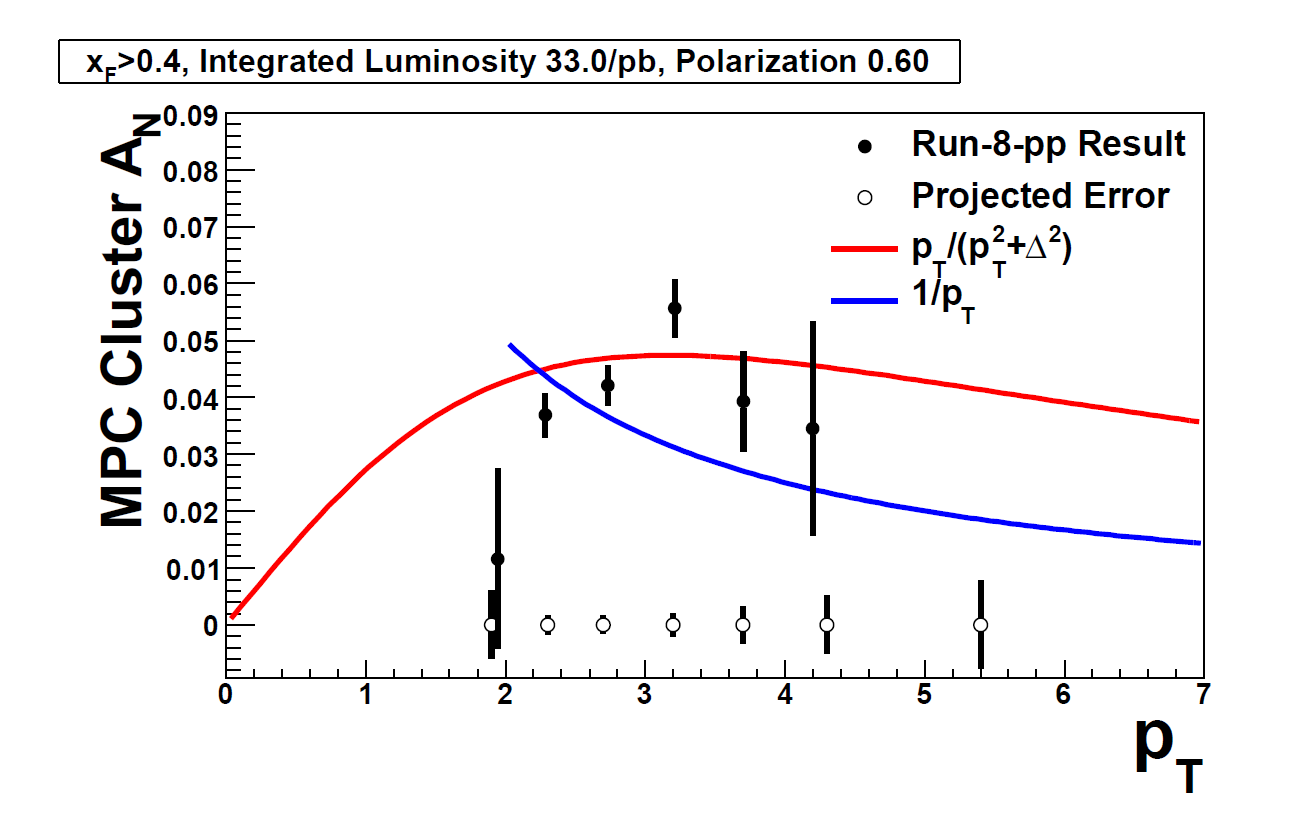 x_F>0.4, Integrated Luminosity 33.0/pb, Polarization 0.60
MPC Cluster A_N
0.09
0.08
0.07
0.06
0.05
0.04
0.03
0.02
0.01
0
Run-8-pp Result
Projected Error
p_T/(p_T^2+Δ^2)
1/p_T
0 1 2 3 4 5 6 7
p_T